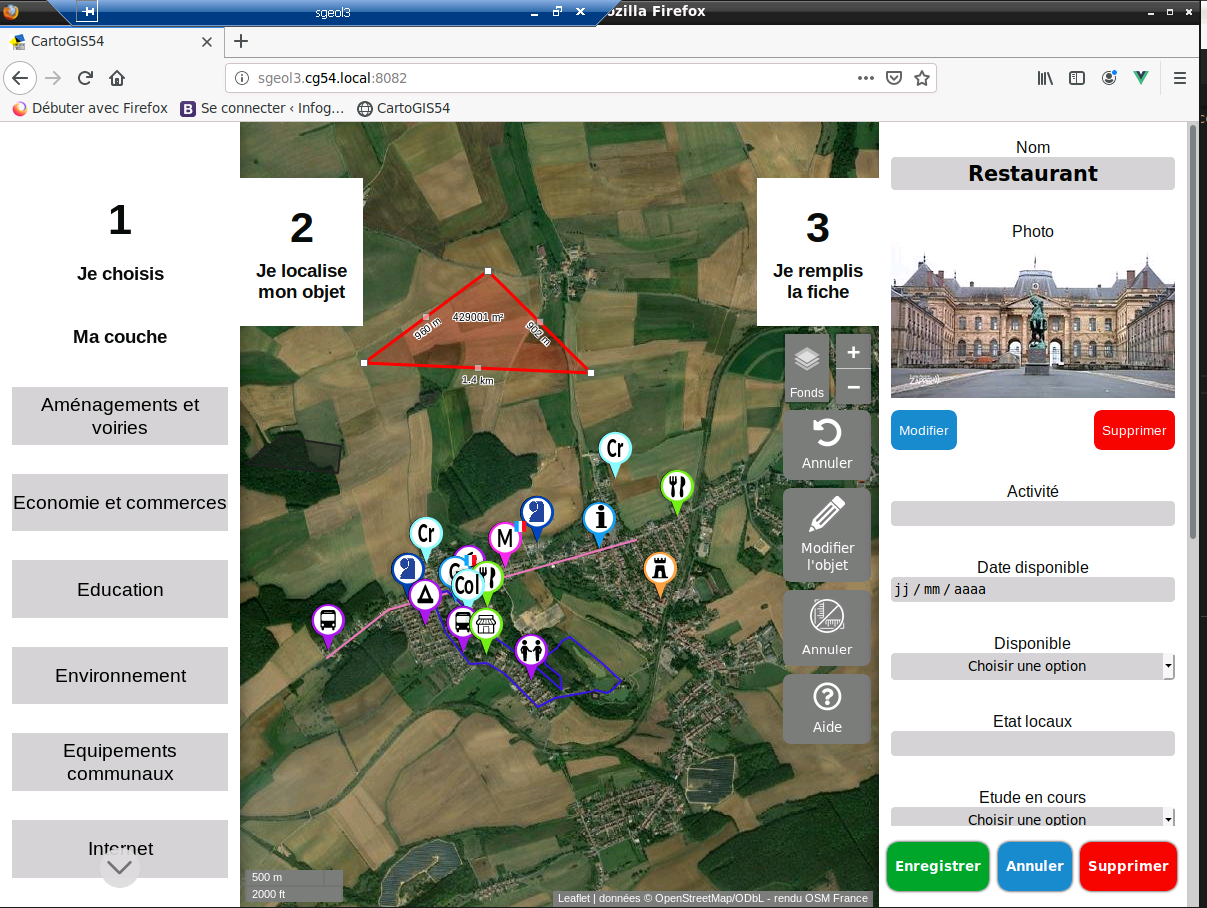 sgeol3
ozilla Firefox
CartoGIS54
sgeol3.cg54.local:8082
Débuter avec Firefox
B Se connecter ‹ Infog…
CartoGIS54
1
Je choisis
Ma couche
Aménagements et
voiries
Economie et commerces
Education
Environnement
Equipements
communaux
Internet
2
Je localise
mon objet
960 m
429001 m²
902 m
1.4 km
Cr
Cr
M
i
G
Col
500 m
2000 ft
3
Je remplis
la fiche
Fonds
+
−
Annuler
Modifier
l'objet
Annuler
Aide
Leaflet | données © OpenStreetMap/ODbL - rendu OSM France
Nom
Restaurant
Photo
Modifier
Supprimer
Activité
Date disponible
jj / mm / aaaa
Disponible
Choisir une option
Etat locaux
Etude en cours
Choisir une option
Enregistrer
Annuler
Supprimer